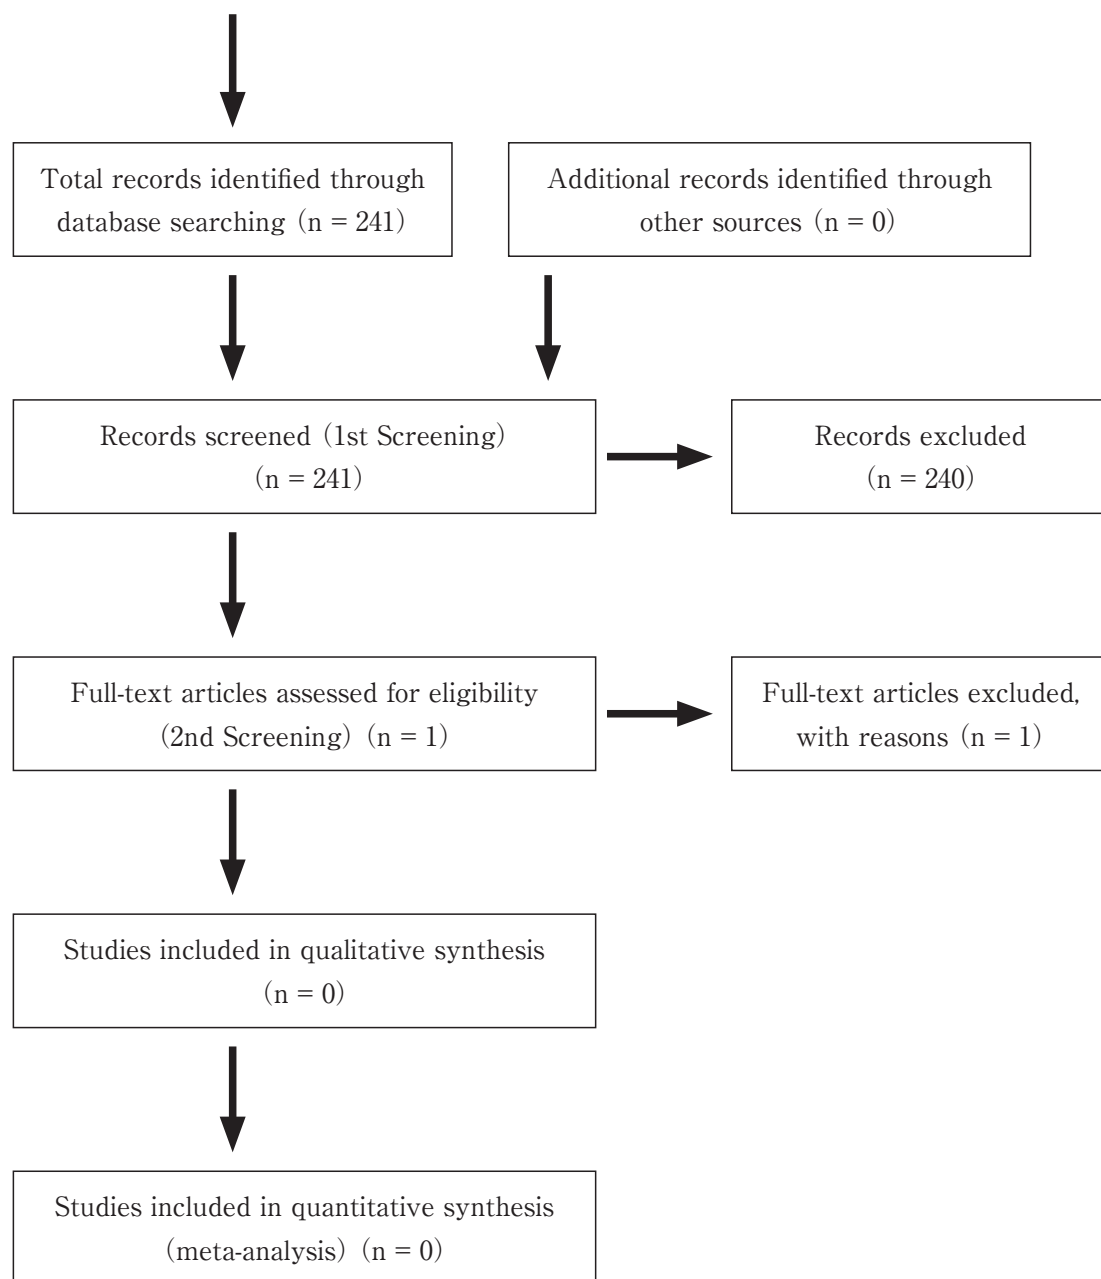 Total records identified through
database searching (n = 241)
Additional records identified through
other sources (n = 0)
Records screened (1st Screening)
(n = 241)
Records excluded
(n = 240)
Full-text articles assessed for eligibility
(2nd Screening) (n = 1)
Full-text articles excluded,
with reasons (n = 1)
Studies included in qualitative synthesis
(n = 0)
Studies included in quantitative synthesis
(meta-analysis) (n = 0)